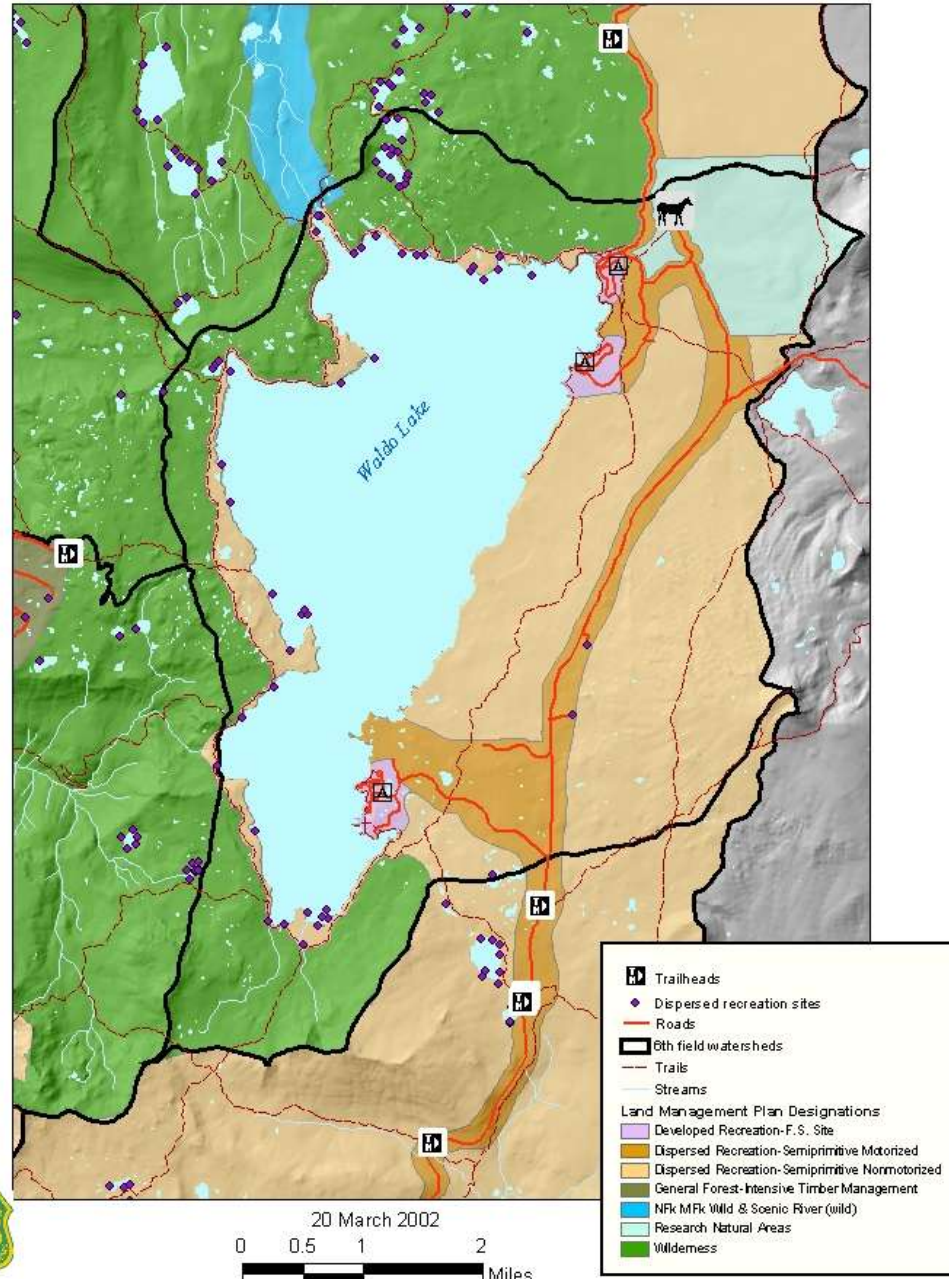 Waldo Lake
Trailheads
Dispersed recreation sites
Roads
6th field watersheds
Trails
Streams
Land Management Plan Designations
Developed Recreation-F.S. Site
Dispersed Recreation-Semiprimitive Motorized
Dispersed Recreation-Semiprimitive Nonmotorized
General Forest-Intensive Timber Management
NFk MFk Wild & Scenic River (wild)
Research Natural Areas
Wilderness
20 March 2002
0 0.5 1 2
Miles